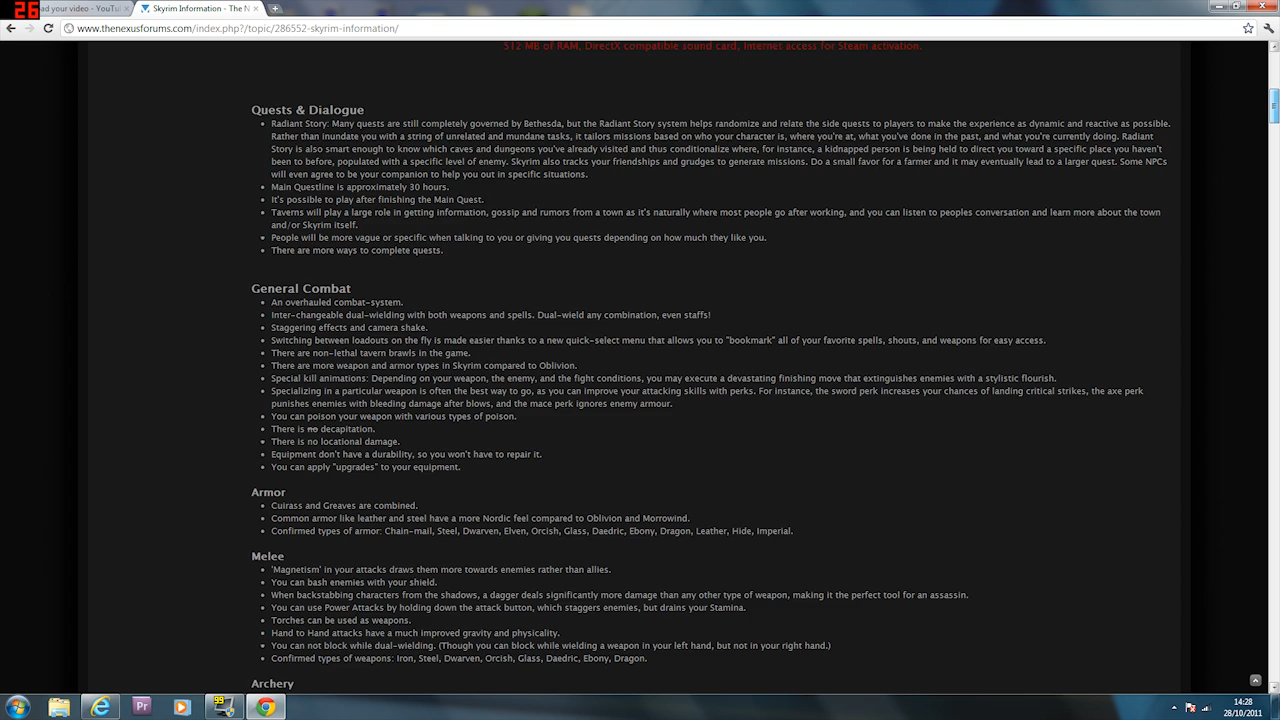 26
ad your video - YouTu
Skyrim Information - The N
www.thenexusforums.com/index.php?/topic/286552-skyrim-information/
512 MB of RAM, DirectX compatible sound card, Internet access for Steam activation.
Quests & Dialogue
Radiant Story: Many quests are still completely governed by Bethesda, but the Radiant Story system helps randomize and relate the side quests to players to make the experience as dynamic and reactive as possible.
Rather than inundate you with a string of unrelated and mundane tasks, it tailors missions based on who your character is, where you're at, what you've done in the past, and what you're currently doing. Radiant
Story is also smart enough to know which caves and dungeons you've already visited and thus conditionalize where, for instance, a kidnapped person is being held to direct you toward a specific place you haven't
been to before, populated with a specific level of enemy. Skyrim also tracks your friendships and grudges to generate missions. Do a small favor for a farmer and it may eventually lead to a larger quest. Some NPCs
will even agree to be your companion to help you out in specific situations.
Main Questline is approximately 30 hours.
It's possible to play after finishing the Main Quest.
Taverns will play a large role in getting information, gossip and rumors from a town as it's naturally where most people go after working, and you can listen to peoples conversation and learn more about the town
and/or Skyrim itself.
People will be more vague or specific when talking to you or giving you quests depending on how much they like you.
There are more ways to complete quests.
General Combat
An overhauled combat-system.
Inter-changeable dual-wielding with both weapons and spells. Dual-wield any combination, even staffs!
Staggering effects and camera shake.
Switching between loadouts on the fly is made easier thanks to a new quick-select menu that allows you to "bookmark" all of your favorite spells, shouts, and weapons for easy access.
There are non-lethal tavern brawls in the game.
There are more weapon and armor types in Skyrim compared to Oblivion.
Special kill animations: Depending on your weapon, the enemy, and the fight conditions, you may execute a devastating finishing move that extinguishes enemies with a stylistic flourish.
Specializing in a particular weapon is often the best way to go, as you can improve your attacking skills with perks. For instance, the sword perk increases your chances of landing critical strikes, the axe perk
punishes enemies with bleeding damage after blows, and the mace perk ignores enemy armour.
You can poison your weapon with various types of poison.
There is no decapitation.
There is no locational damage.
Equipment don't have a durability, so you won't have to repair it.
You can apply "upgrades" to your equipment.
Armor
Cuirass and Greaves are combined.
Common armor like leather and steel have a more Nordic feel compared to Oblivion and Morrowind.
Confirmed types of armor: Chain-mail, Steel, Dwarven, Elven, Orcish, Glass, Daedric, Ebony, Dragon, Leather, Hide, Imperial.
Melee
'Magnetism' in your attacks draws them more towards enemies rather than allies.
You can bash enemies with your shield.
When backstabbing characters from the shadows, a dagger deals significantly more damage than any other type of weapon, making it the perfect tool for an assassin.
You can use Power Attacks by holding down the attack button, which staggers enemies, but drains your Stamina.
Torches can be used as weapons.
Hand to Hand attacks have a much improved gravity and physicality.
You can not block while dual-wielding. (Though you can block while wielding a weapon in your left hand, but not in your right hand.)
Confirmed types of weapons: Iron, Steel, Dwarven, Orcish, Glass, Daedric, Ebony, Dragon.
Archery
Pr
99
14:28
28/10/2011